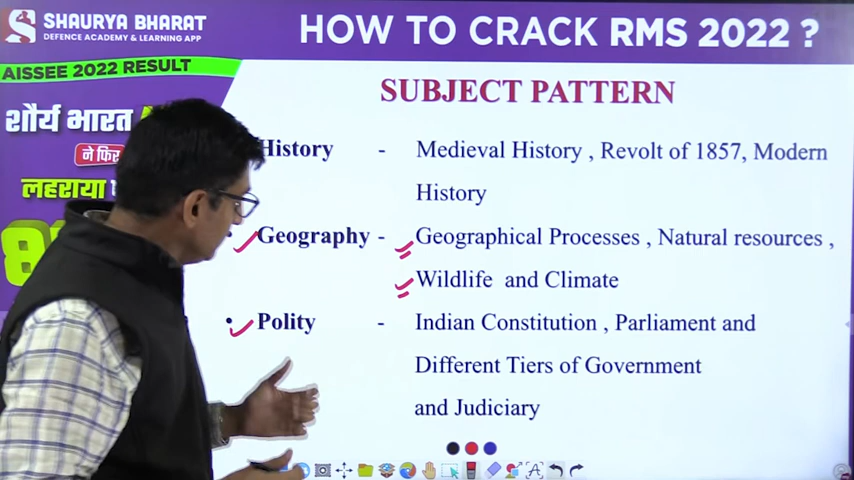 SHAURYA BHARAT
DEFENCE ACADEMY & LEARNING APP
HOW TO CRACK RMS 2022 ?
AISSEE 2022 RESULT
शौर्य भारत
ने फिर
लहराया
SUBJECT PATTERN
History - Medieval History , Revolt of 1857, Modern
History
• Geography - Geographical Processes , Natural resources ,
Wildlife and Climate
• Polity - Indian Constitution , Parliament and
Different Tiers of Government
and Judiciary